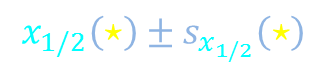 x_{1/2}(★) ± s_{x_{1/2}}(★)